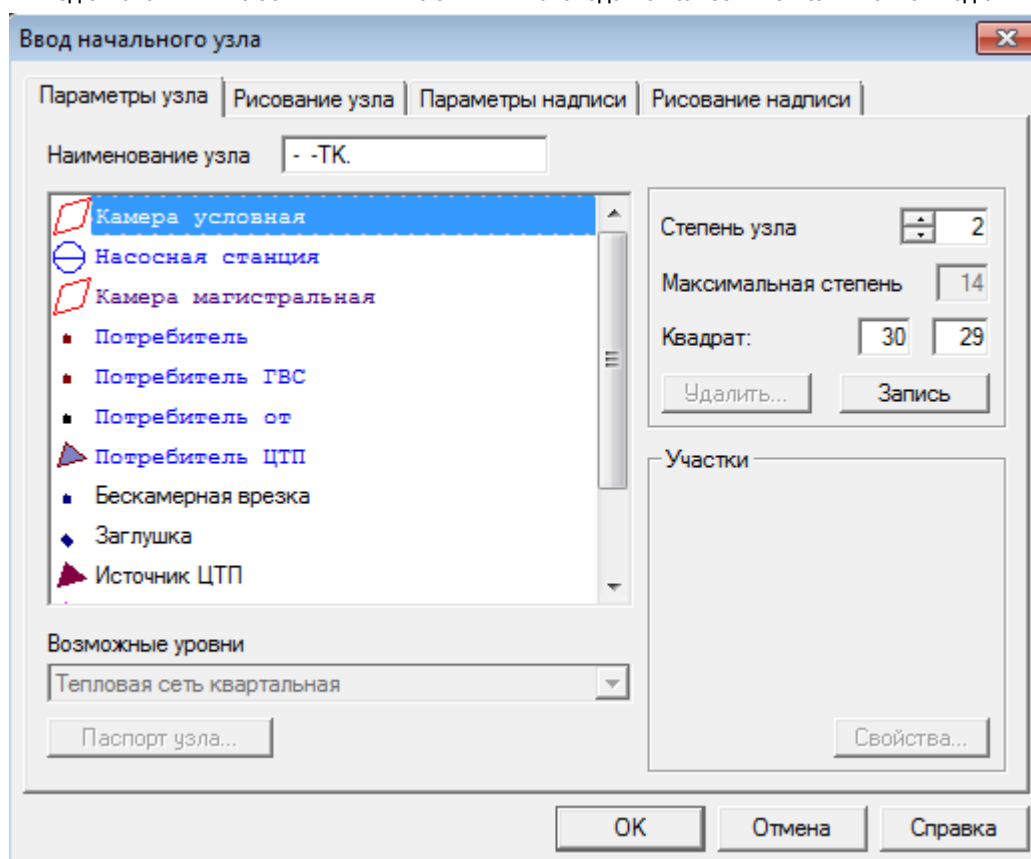 Ввод начального узла
Параметры узла Рисование узла Параметры надписи Рисование надписи
Наименование узла - -ТК.
Камера условная
Насосная станция
Камера магистральная
Потребитель
Потребитель ГВС
Потребитель от
Потребитель ЦТП
Бескамерная врезка
Заглушка
Источник ЦТП
Возможные уровни
Тепловая сеть квартальная
Паспорт узла...
Степень узла 2
Максимальная степень 14
Квадрат: 30 29
Удалить... Запись
Участки
Свойства...
OK Отмена Справка